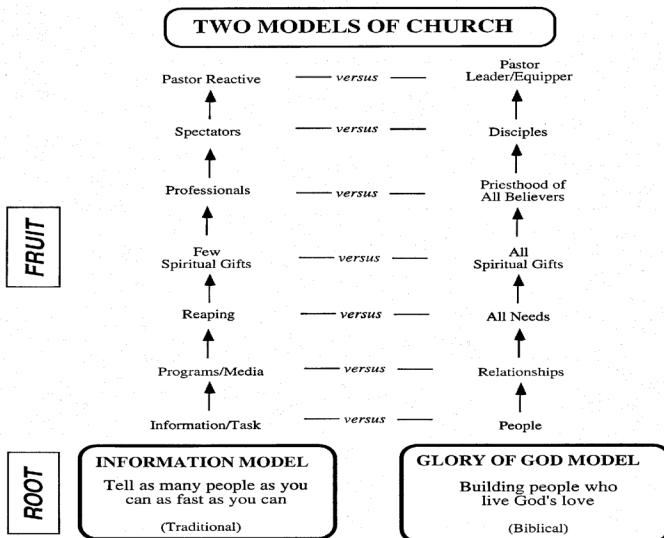 TWO MODELS OF CHURCH
Pastor Reactive — versus — Pastor
Leader/Equipper
Spectators — versus — Disciples
Professionals — versus — Priesthood of
All Believers
Few
Spiritual Gifts — versus — All
Spiritual Gifts
Reaping — versus — All Needs
Programs/Media — versus — Relationships
Information/Task — versus — People
FRUIT
ROOT
INFORMATION MODEL
Tell as many people as you
can as fast as you can
(Traditional)
GLORY OF GOD MODEL
Building people who
live God's love
(Biblical)